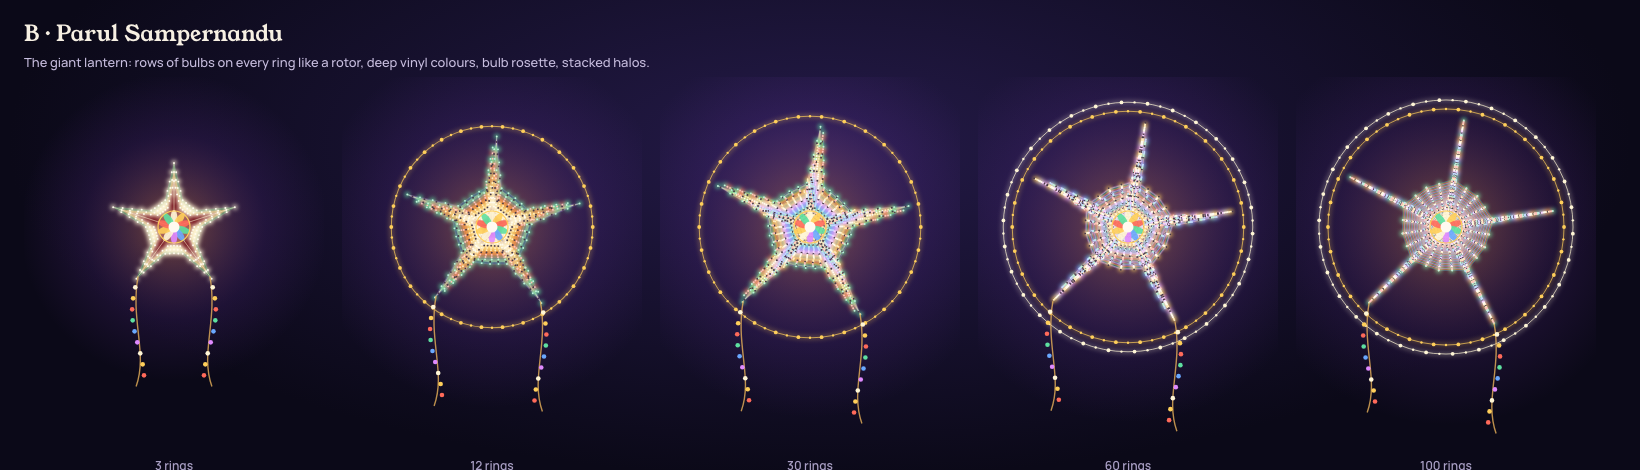 B · Parul Sampernandu
The giant lantern: rows of bulbs on every ring like a rotor, deep vinyl colours, bulb rosette, stacked halos.
3 rings
12 rings
30 rings
60 rings
100 rings